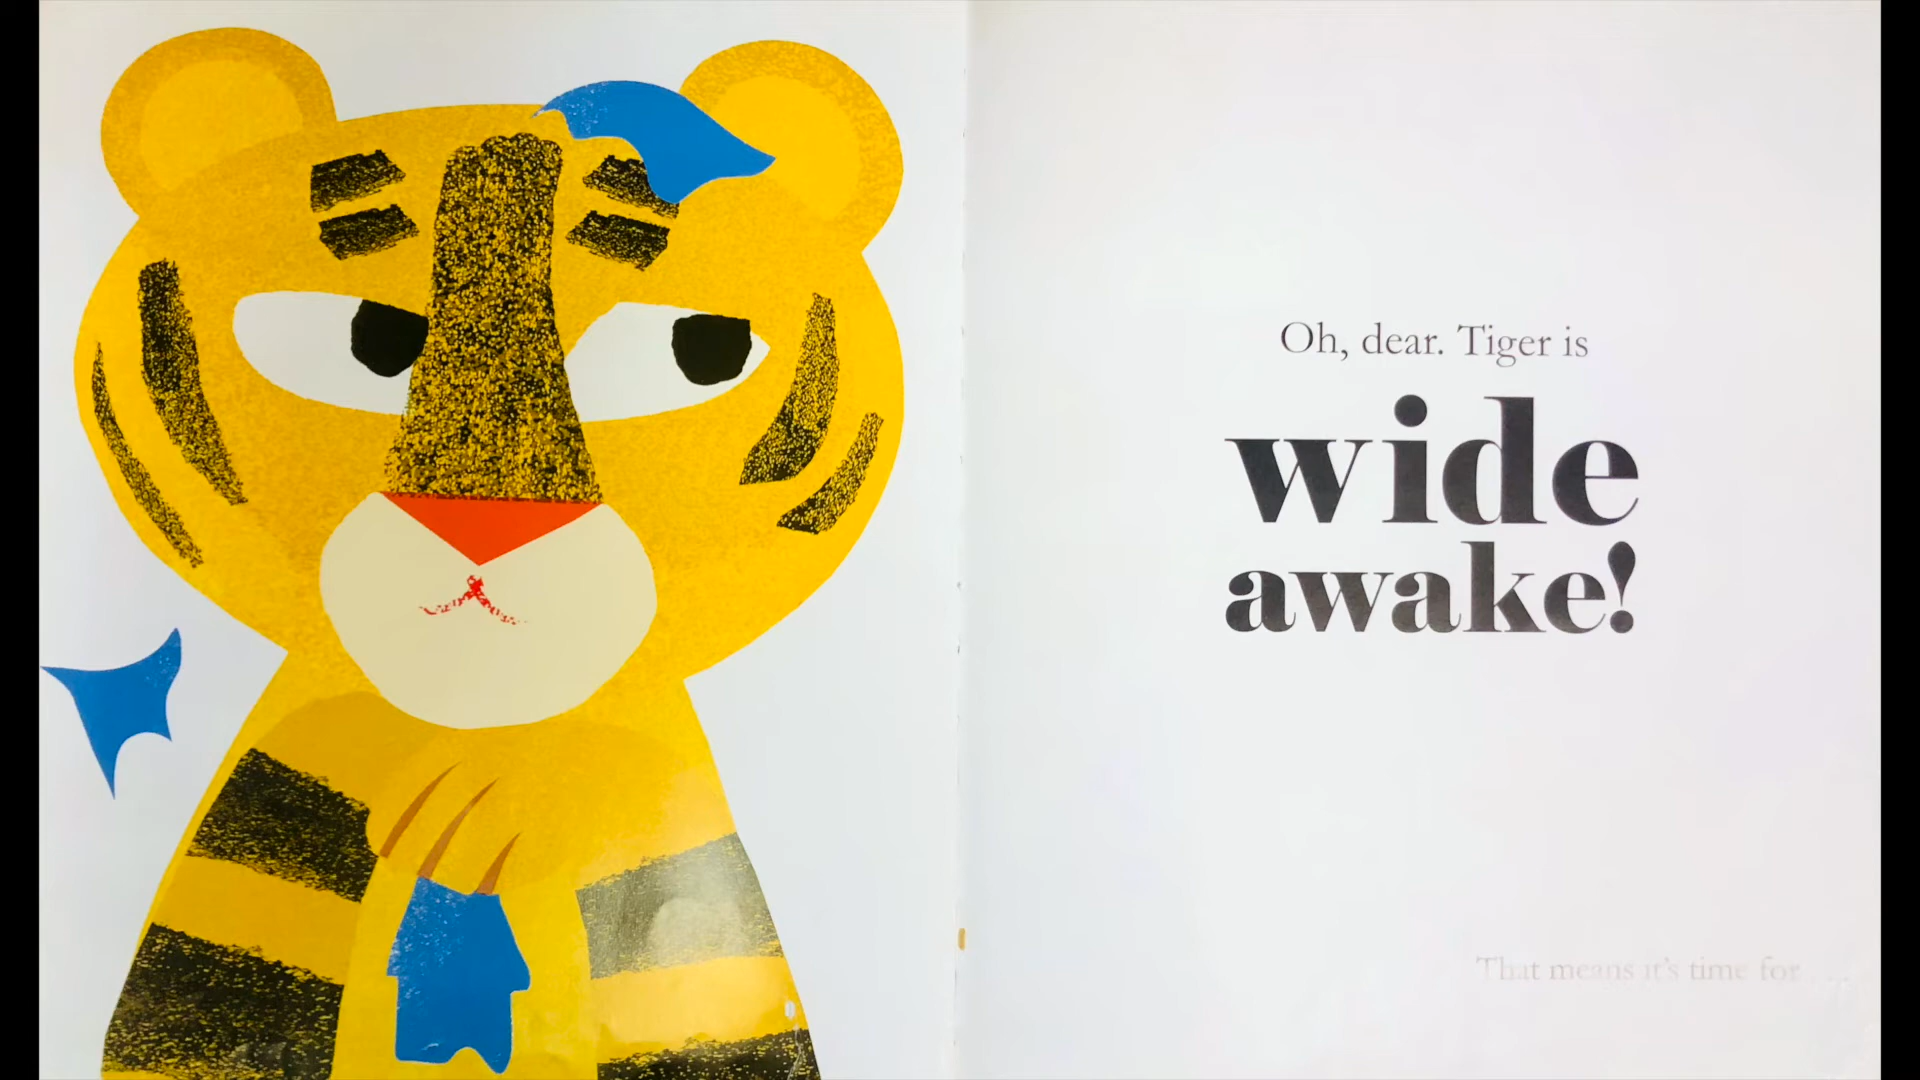 Oh, dear. Tiger is
wide
awake!
That means it's time for . . .